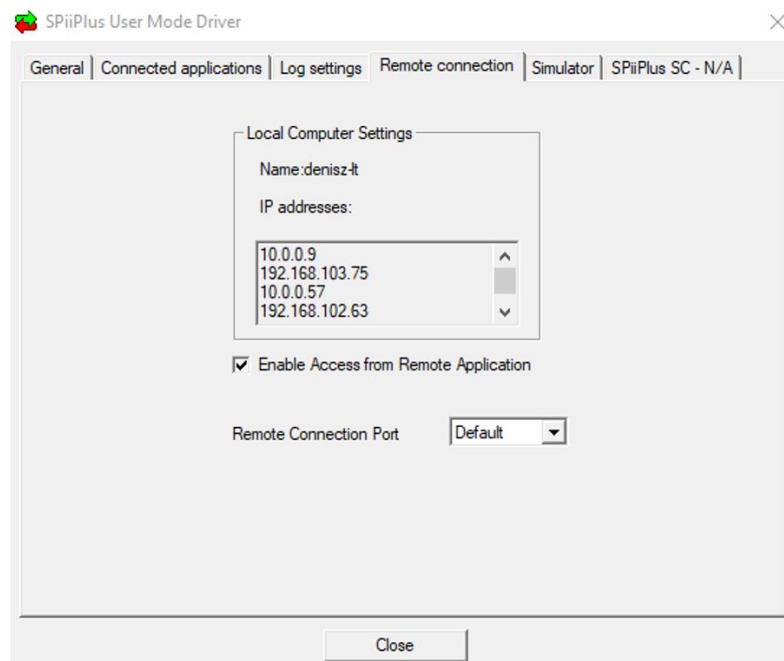 SPiiPlus User Mode Driver
General Connected applications Log settings Remote connection Simulator SPiiPlus SC - N/A
Local Computer Settings
Name:denisz-lt
IP addresses:
10.0.0.9
192.168.103.75
10.0.0.57
192.168.102.63
Enable Access from Remote Application
Remote Connection Port Default
Close